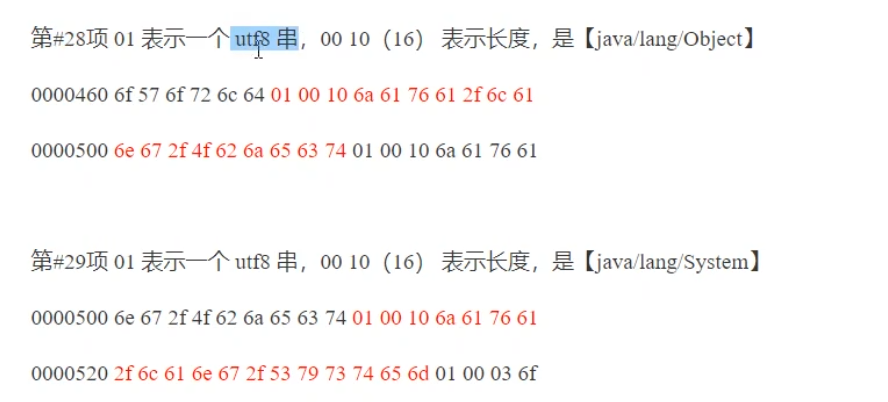 第#28项 01 表示一个 utf8 串，00 10（16） 表示长度，是【java/lang/Object】
0000460 6f 57 6f 72 6c 64 01 00 10 6a 61 76 61 2f 6c 61
0000500 6e 67 2f 4f 62 6a 65 63 74 01 00 10 6a 61 76 61
第#29项 01 表示一个 utf8 串，00 10（16） 表示长度，是【java/lang/System】
0000500 6e 67 2f 4f 62 6a 65 63 74 01 00 10 6a 61 76 61
0000520 2f 6c 61 6e 67 2f 53 79 73 74 65 6d 01 00 03 6f